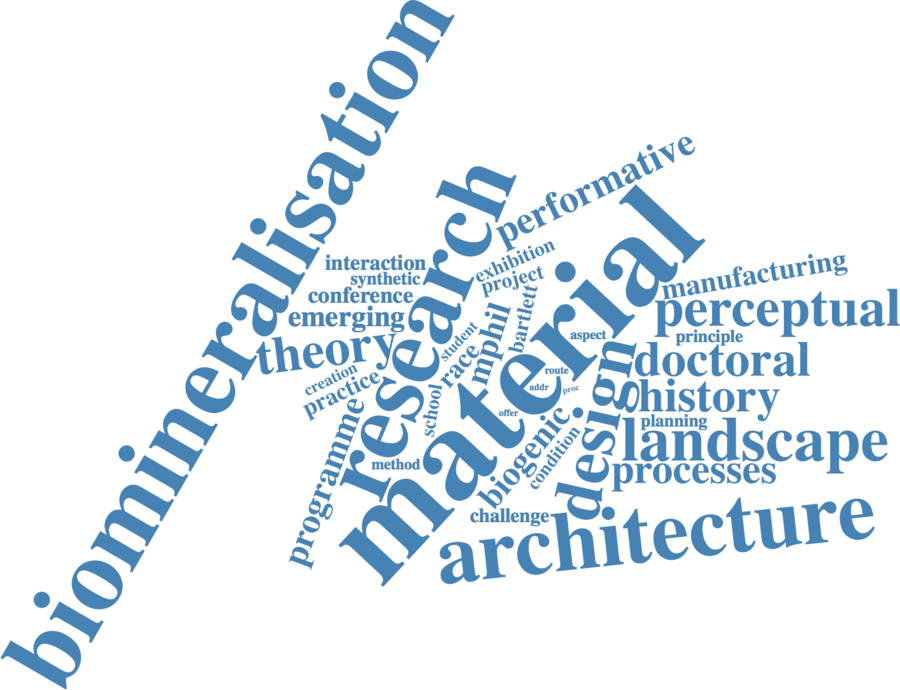 biomineralisation
performative
research
material
interaction
exhibition
synthetic
project
manufacturing
conference
emerging
bartlett
perceptual
theory
student
mphil
aspect
principle
race
doctoral
creation
practice
route
addr
proc
school
design
history
offer
planning
programme
landscape
method
biogenic
condition
processes
challenge
architecture